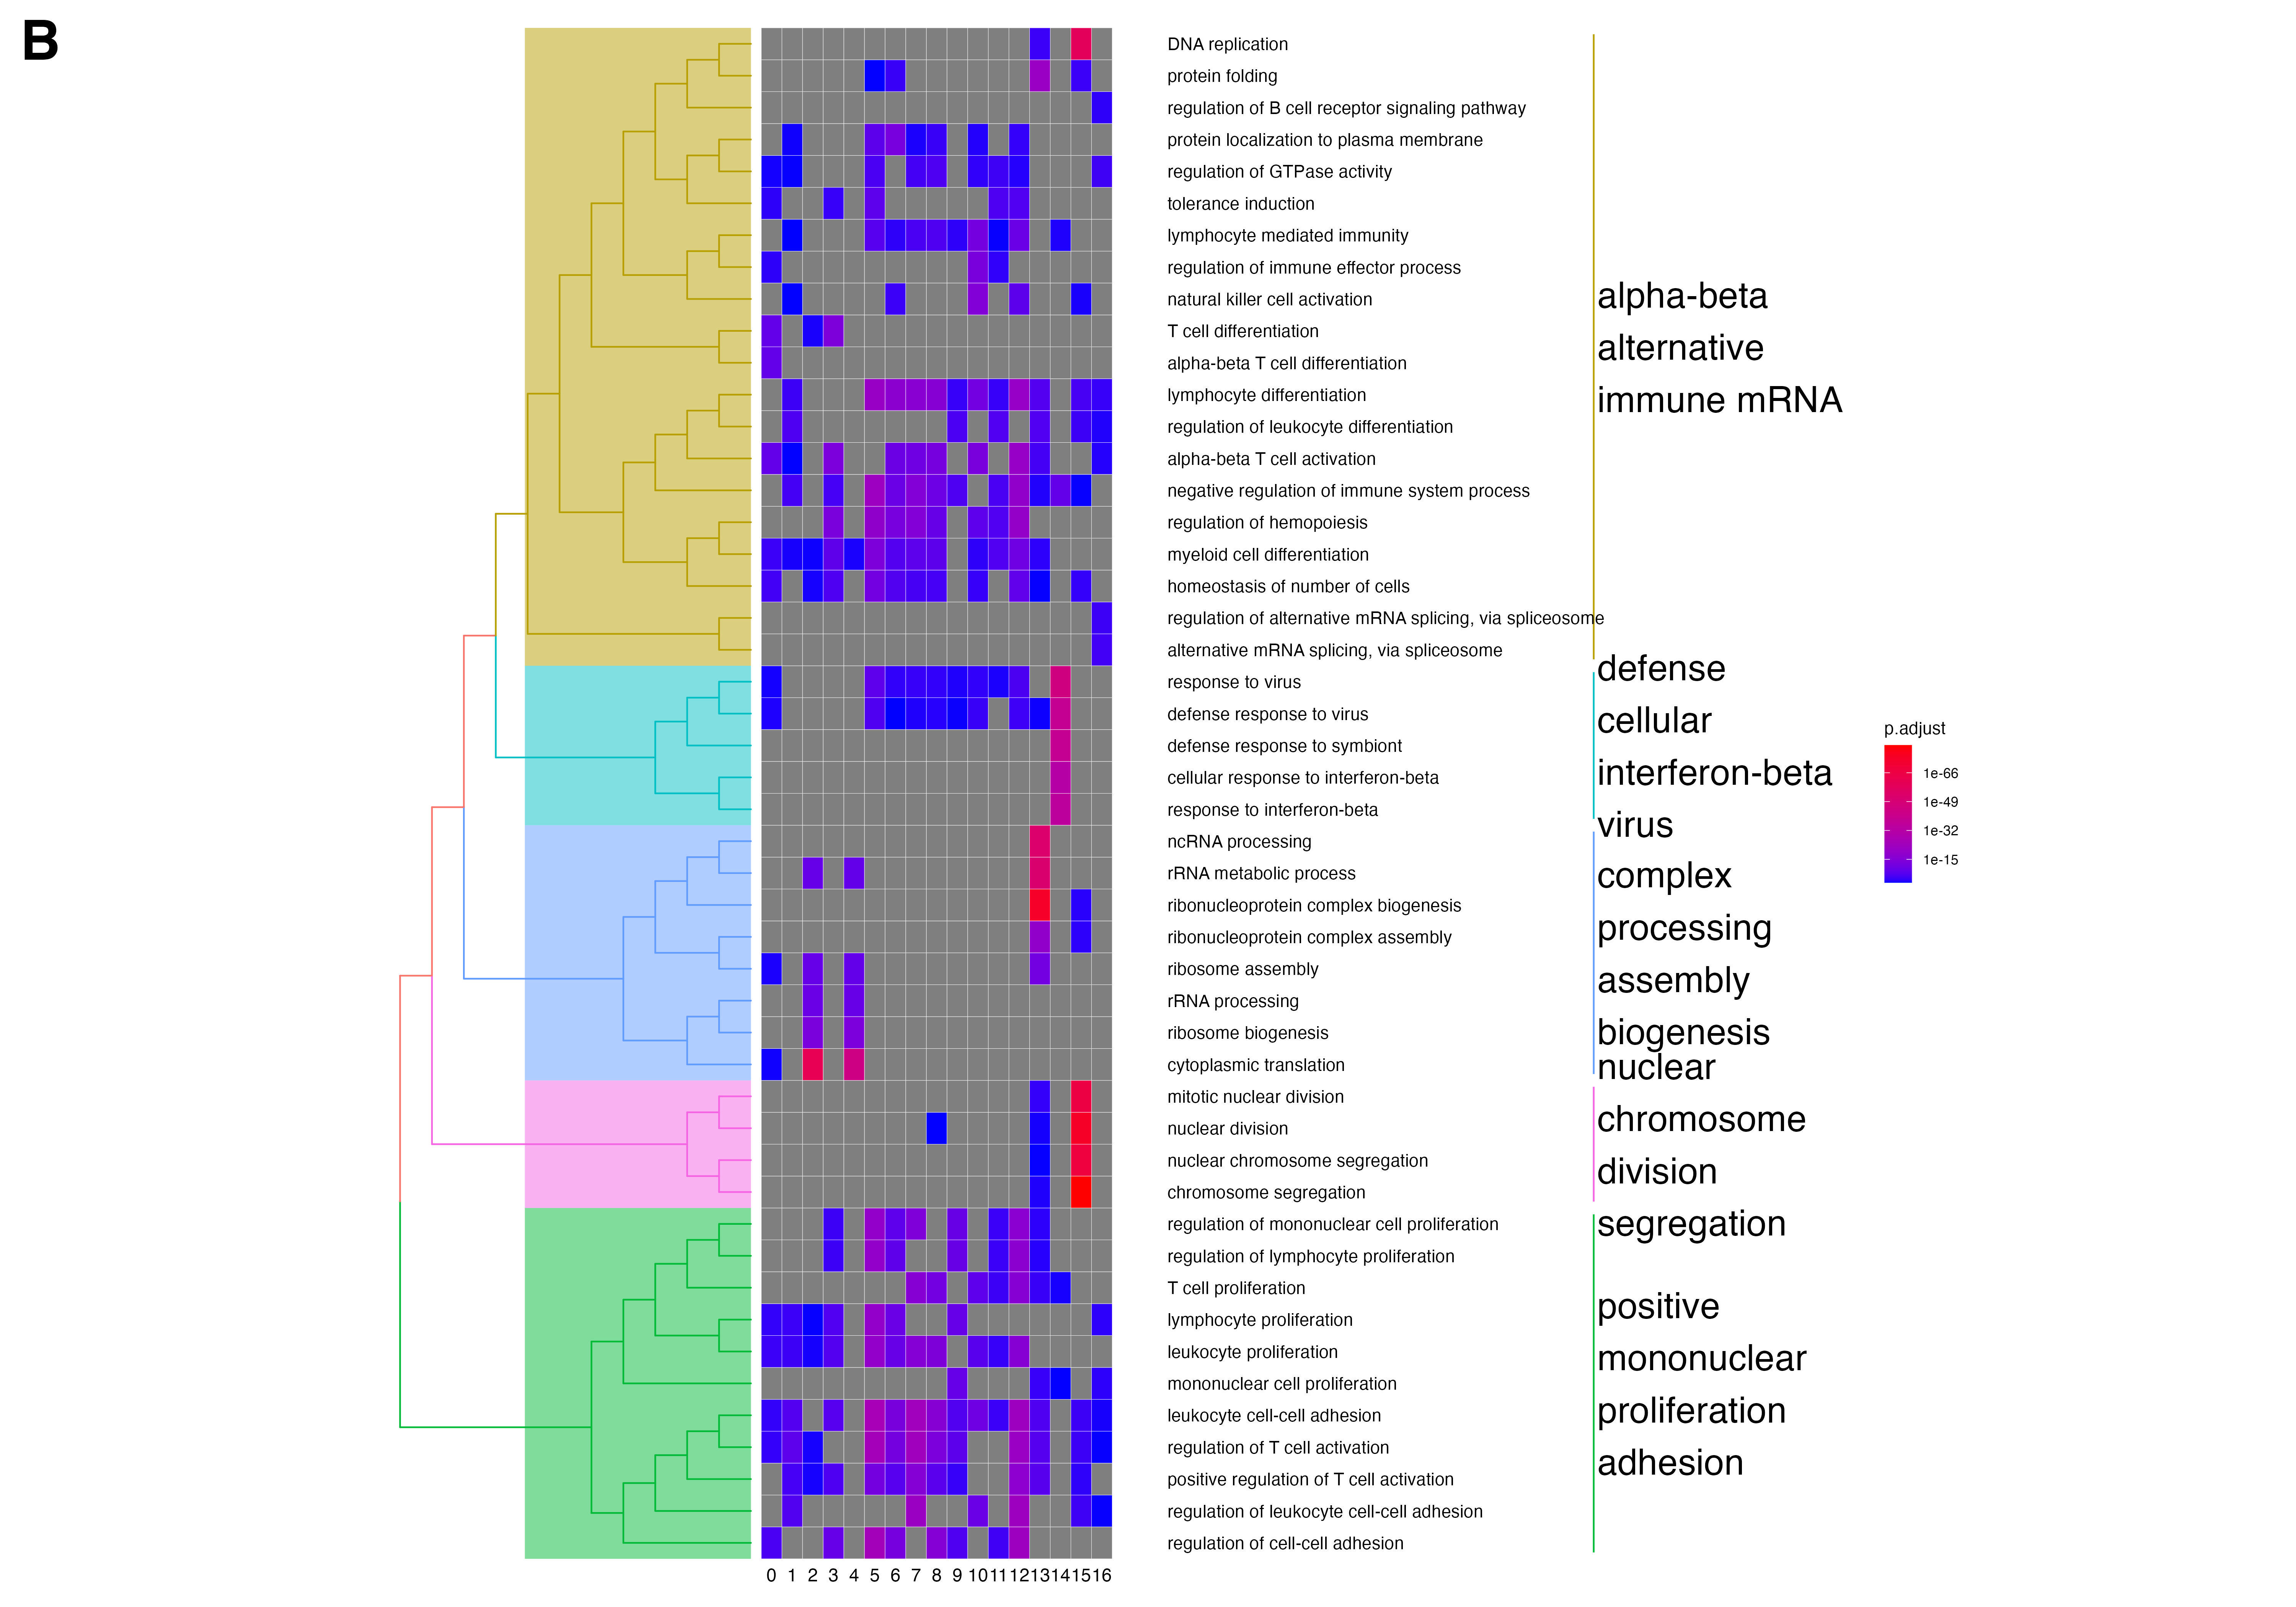 B
DNA replication
protein folding
regulation of B cell receptor signaling pathway
protein localization to plasma membrane
regulation of GTPase activity
tolerance induction
lymphocyte mediated immunity
regulation of immune effector process
natural killer cell activation
T cell differentiation
alpha-beta T cell differentiation
lymphocyte differentiation
regulation of leukocyte differentiation
alpha-beta T cell activation
negative regulation of immune system process
regulation of hemopoiesis
myeloid cell differentiation
homeostasis of number of cells
regulation of alternative mRNA splicing, via spliceosome
alternative mRNA splicing, via spliceosome
response to virus
defense response to virus
defense response to symbiont
cellular response to interferon-beta
response to interferon-beta
ncRNA processing
rRNA metabolic process
ribonucleoprotein complex biogenesis
ribonucleoprotein complex assembly
ribosome assembly
rRNA processing
ribosome biogenesis
cytoplasmic translation
mitotic nuclear division
nuclear division
nuclear chromosome segregation
chromosome segregation
regulation of mononuclear cell proliferation
regulation of lymphocyte proliferation
T cell proliferation
lymphocyte proliferation
leukocyte proliferation
mononuclear cell proliferation
leukocyte cell-cell adhesion
regulation of T cell activation
positive regulation of T cell activation
regulation of leukocyte cell-cell adhesion
regulation of cell-cell adhesion
0 1 2 3 4 5 6 7 8 9 10 11 12 13 14 15 16
alpha-beta
alternative
immune mRNA
defense
cellular
interferon-beta
virus
complex
processing
assembly
biogenesis
nuclear
chromosome
division
segregation
positive
mononuclear
proliferation
adhesion
p.adjust
1e-66
1e-49
1e-32
1e-15